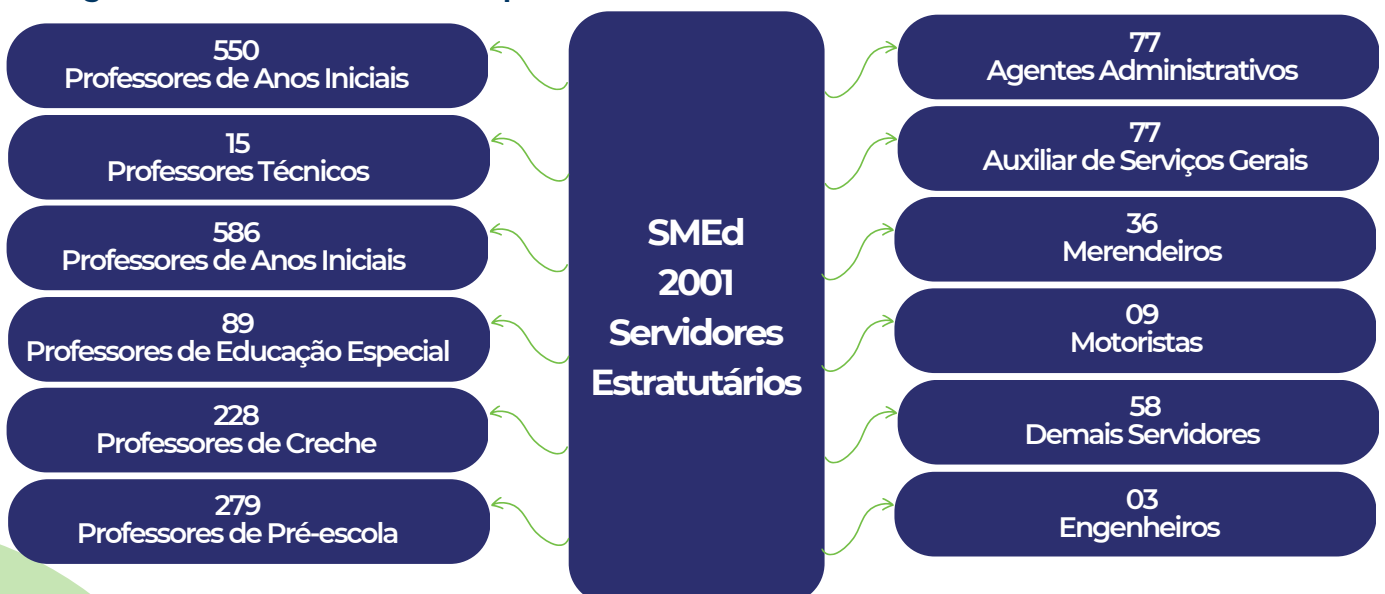 550
Professores de Anos Iniciais
15
Professores Técnicos
586
Professores de Anos Iniciais
89
Professores de Educação Especial
228
Professores de Creche
279
Professores de Pré-escola
SMEd
2001
Servidores
Estratutários
77
Agentes Administrativos
77
Auxiliar de Serviços Gerais
36
Merendeiros
09
Motoristas
58
Demais Servidores
03
Engenheiros